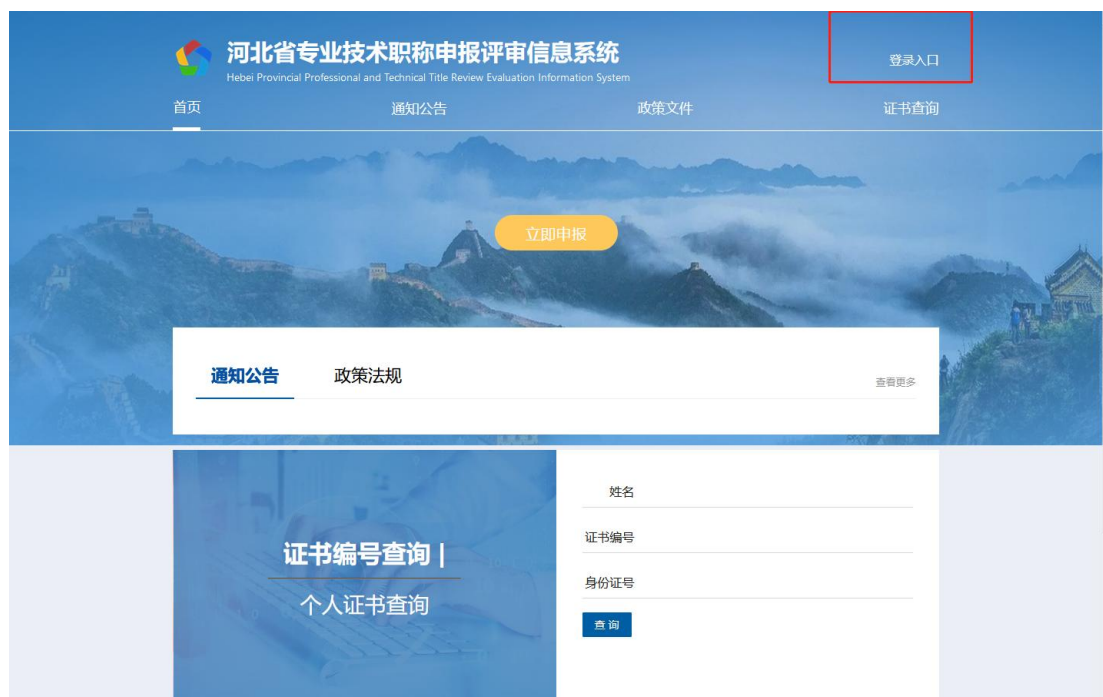 河北省专业技术职称申报评审信息系统
Hebei Provincial Professional and Technical Title Review Evaluation Information System
登录入口
首页
通知公告
政策文件
证书查询
立即申报
通知公告
政策法规
查看更多
证书编号查询 |
个人证书查询
姓名
证书编号
身份证号
查 询